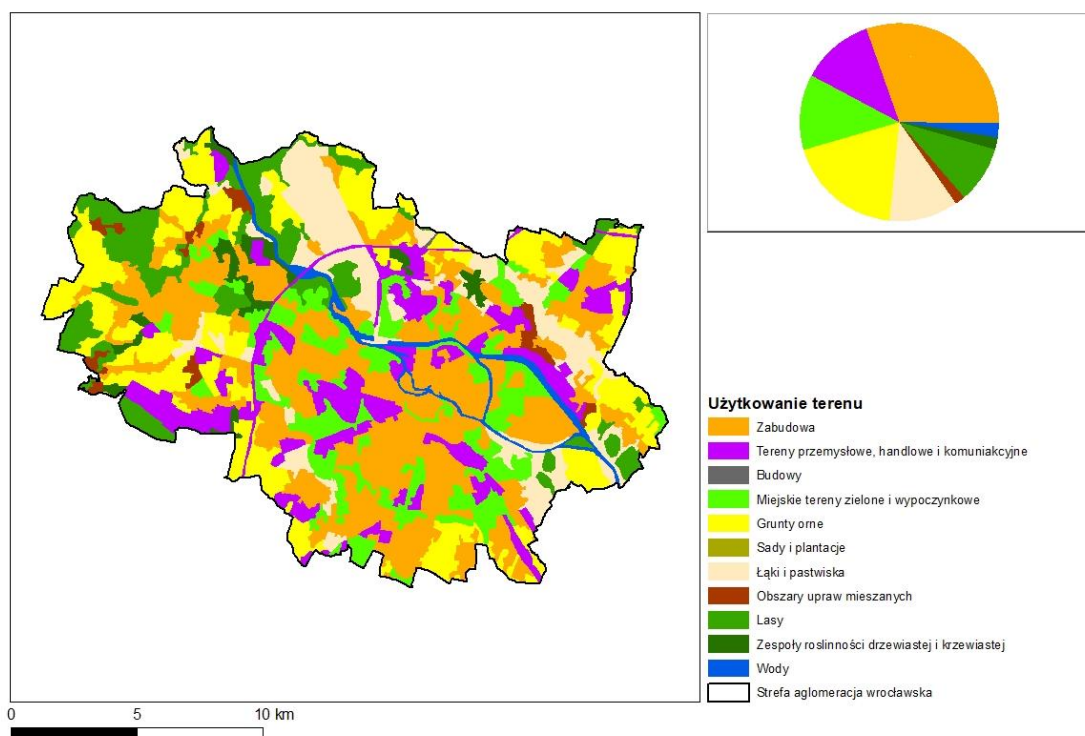 Użytkowanie terenu
Zabudowa
Tereny przemysłowe, handlowe i komuniakcyjne
Budowy
Miejskie tereny zielone i wypoczynkowe
Grunty orne
Sady i plantacje
Łąki i pastwiska
Obszary upraw mieszanych
Lasy
Zespoły roslinności drzewiastej i krzewiastej
Wody
Strefa aglomeracja wrocławska
0 5 10 km